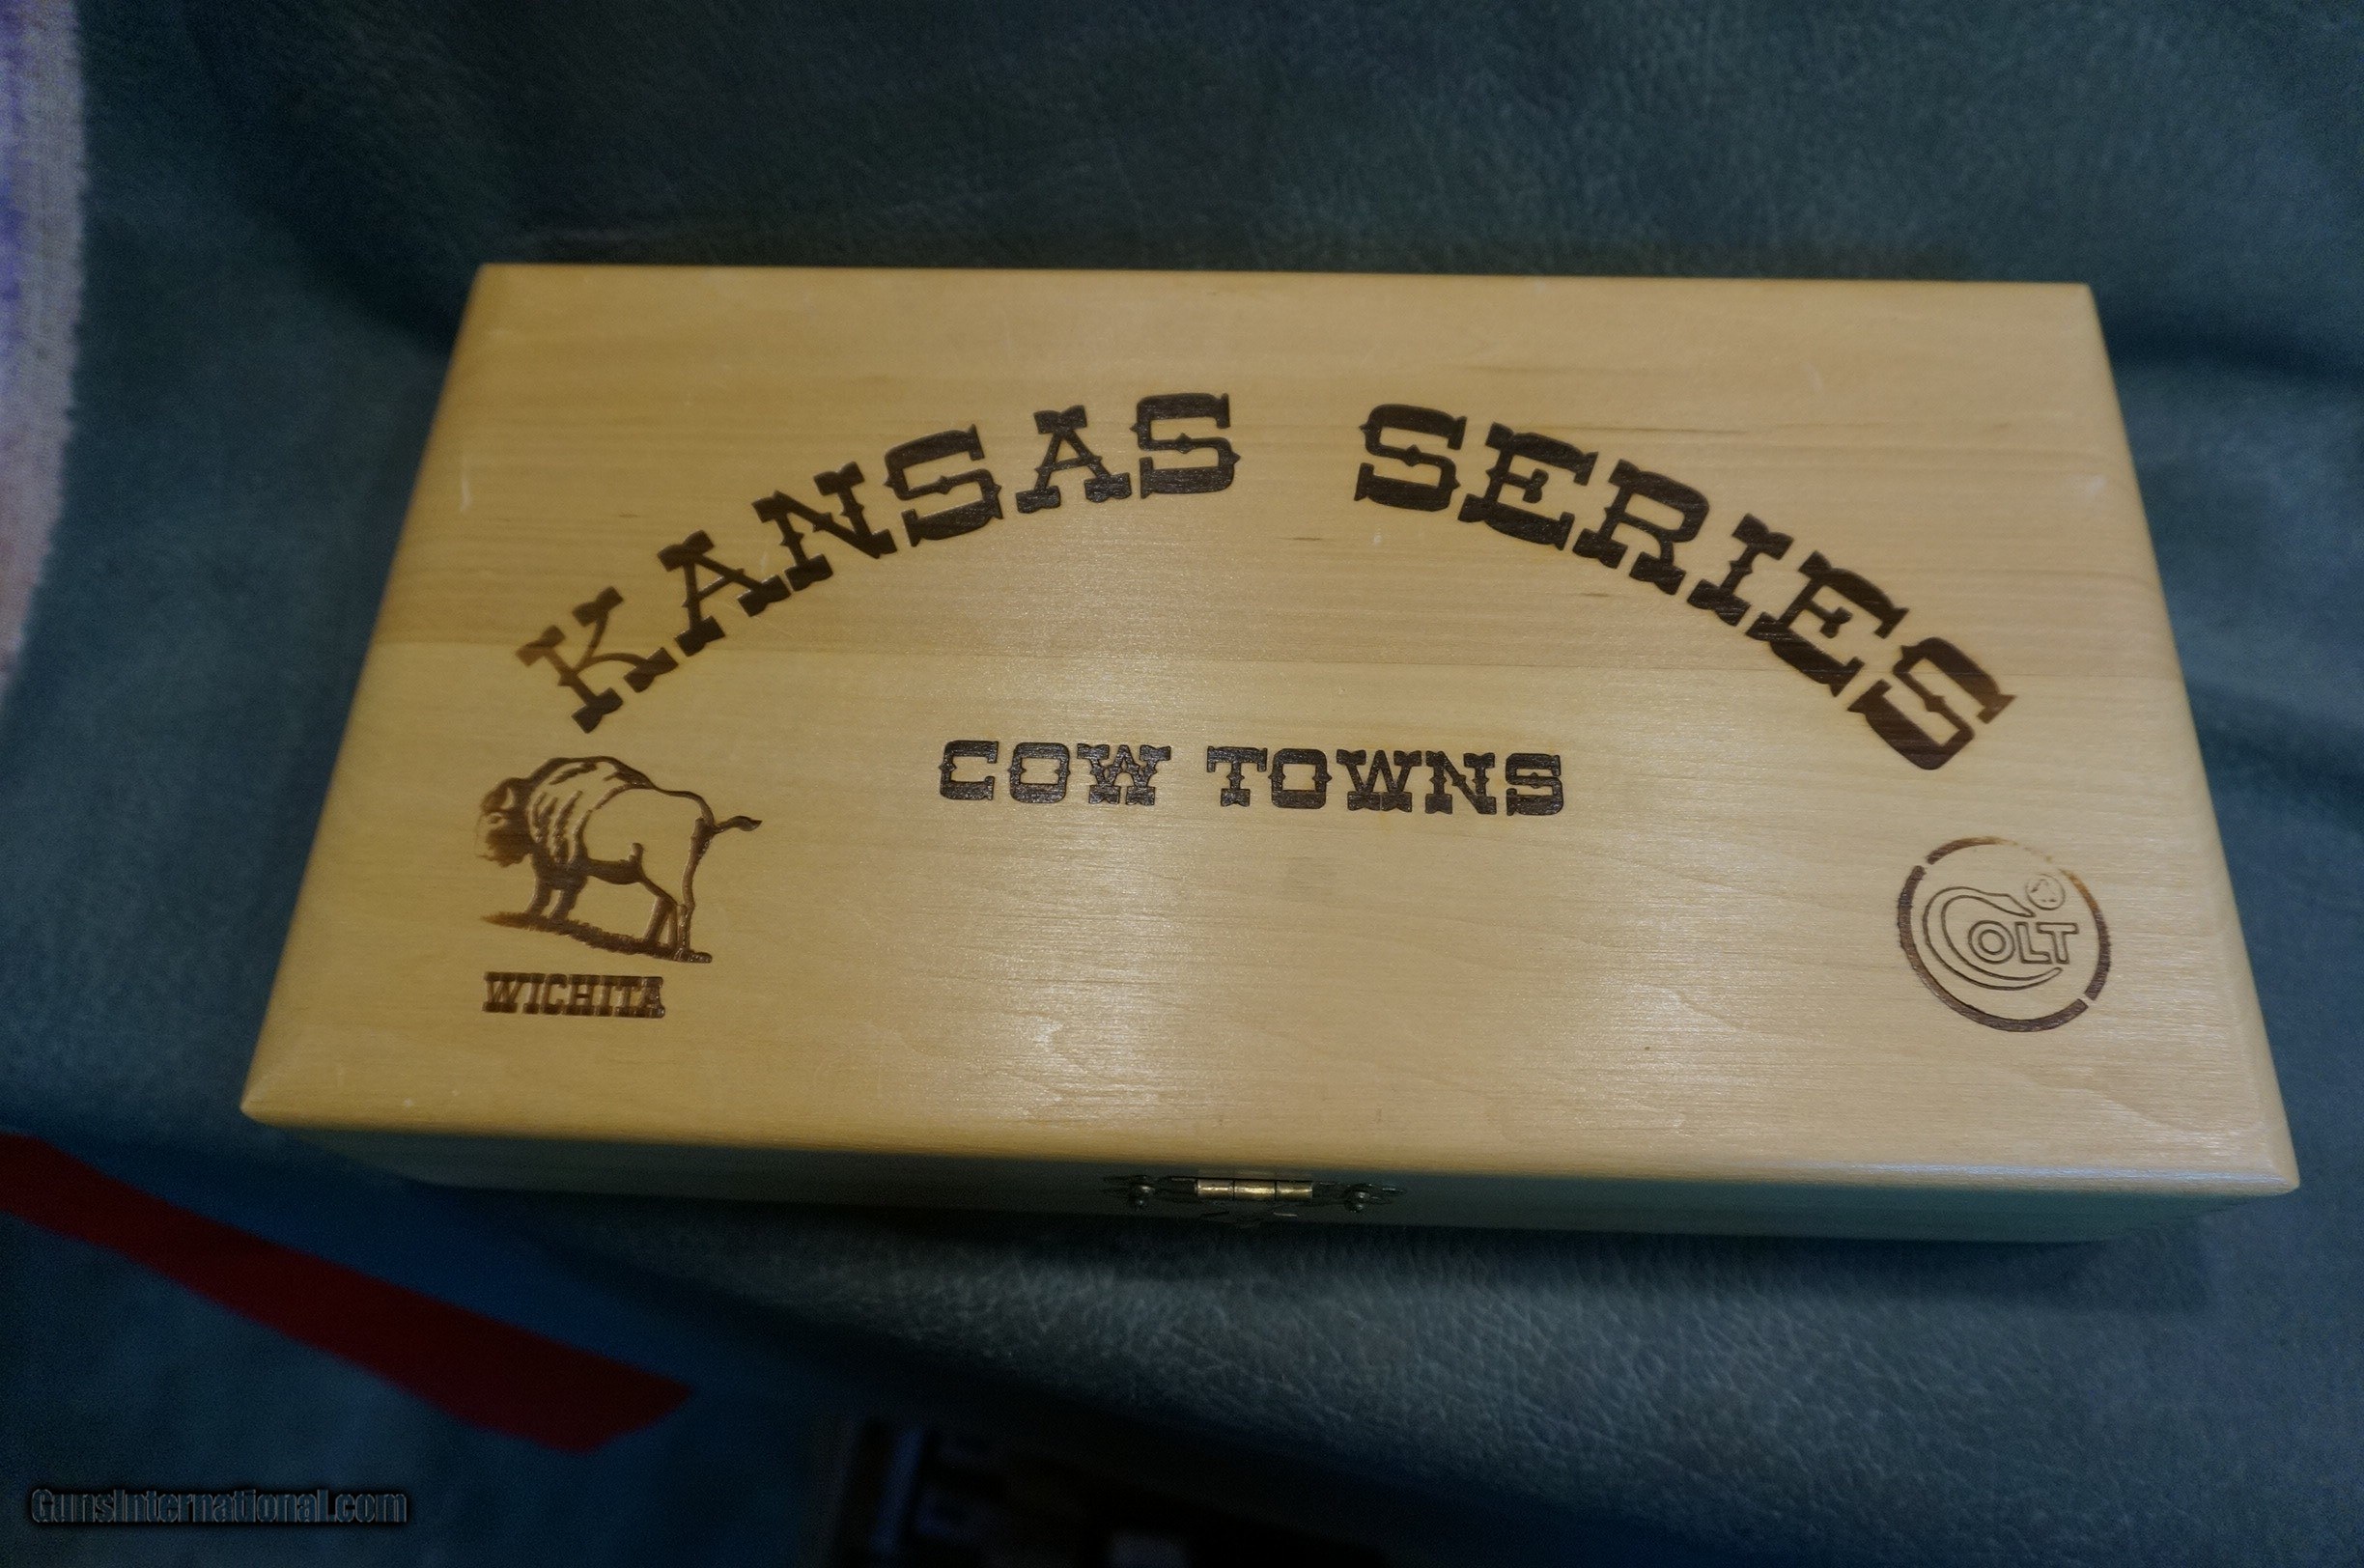 KANSAS SERIES
COW TOWNS
WICHITA
COLT
GunsInternational.com